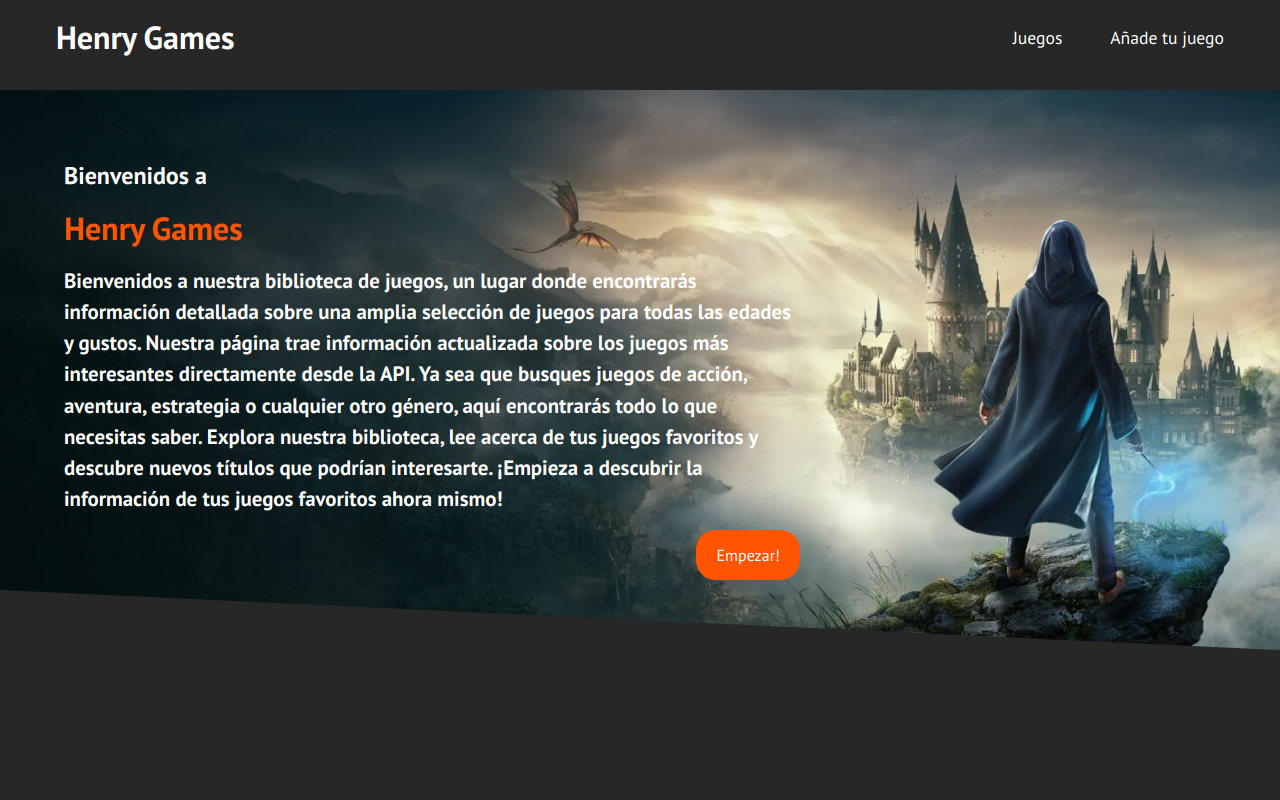 Henry Games
Juegos
Añade tu juego
Bienvenidos a
Henry Games
Bienvenidos a nuestra biblioteca de juegos, un lugar donde encontrarás
información detallada sobre una amplia selección de juegos para todas las edades
y gustos. Nuestra página trae información actualizada sobre los juegos más
interesantes directamente desde la API. Ya sea que busques juegos de acción,
aventura, estrategia o cualquier otro género, aquí encontrarás todo lo que
necesitas saber. Explora nuestra biblioteca, lee acerca de tus juegos favoritos y
descubre nuevos títulos que podrían interesarte. ¡Empieza a descubrir la
información de tus juegos favoritos ahora mismo!
Empezar!